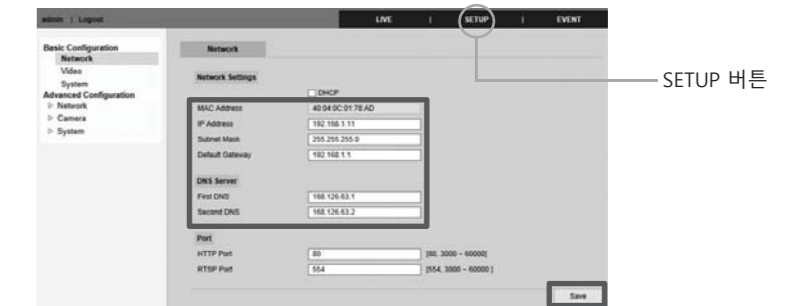 admin | Logout
LIVE | SETUP | EVENT
SETUP 버튼
Basic Configuration
Network
Video
System
Advanced Configuration
Network
Camera
System
Network
Network Settings
DHCP
MAC Address 40:04:0C:01:78:AD
IP Address 192.168.1.11
Subnet Mask 255.255.255.0
Default Gateway 192.168.1.1
DNS Server
First DNS 168.126.63.1
Second DNS 168.126.63.2
Port
HTTP Port 80 [80, 3000 ~ 60000]
RTSP Port 554 [554, 3000 ~ 60000 ]
Save